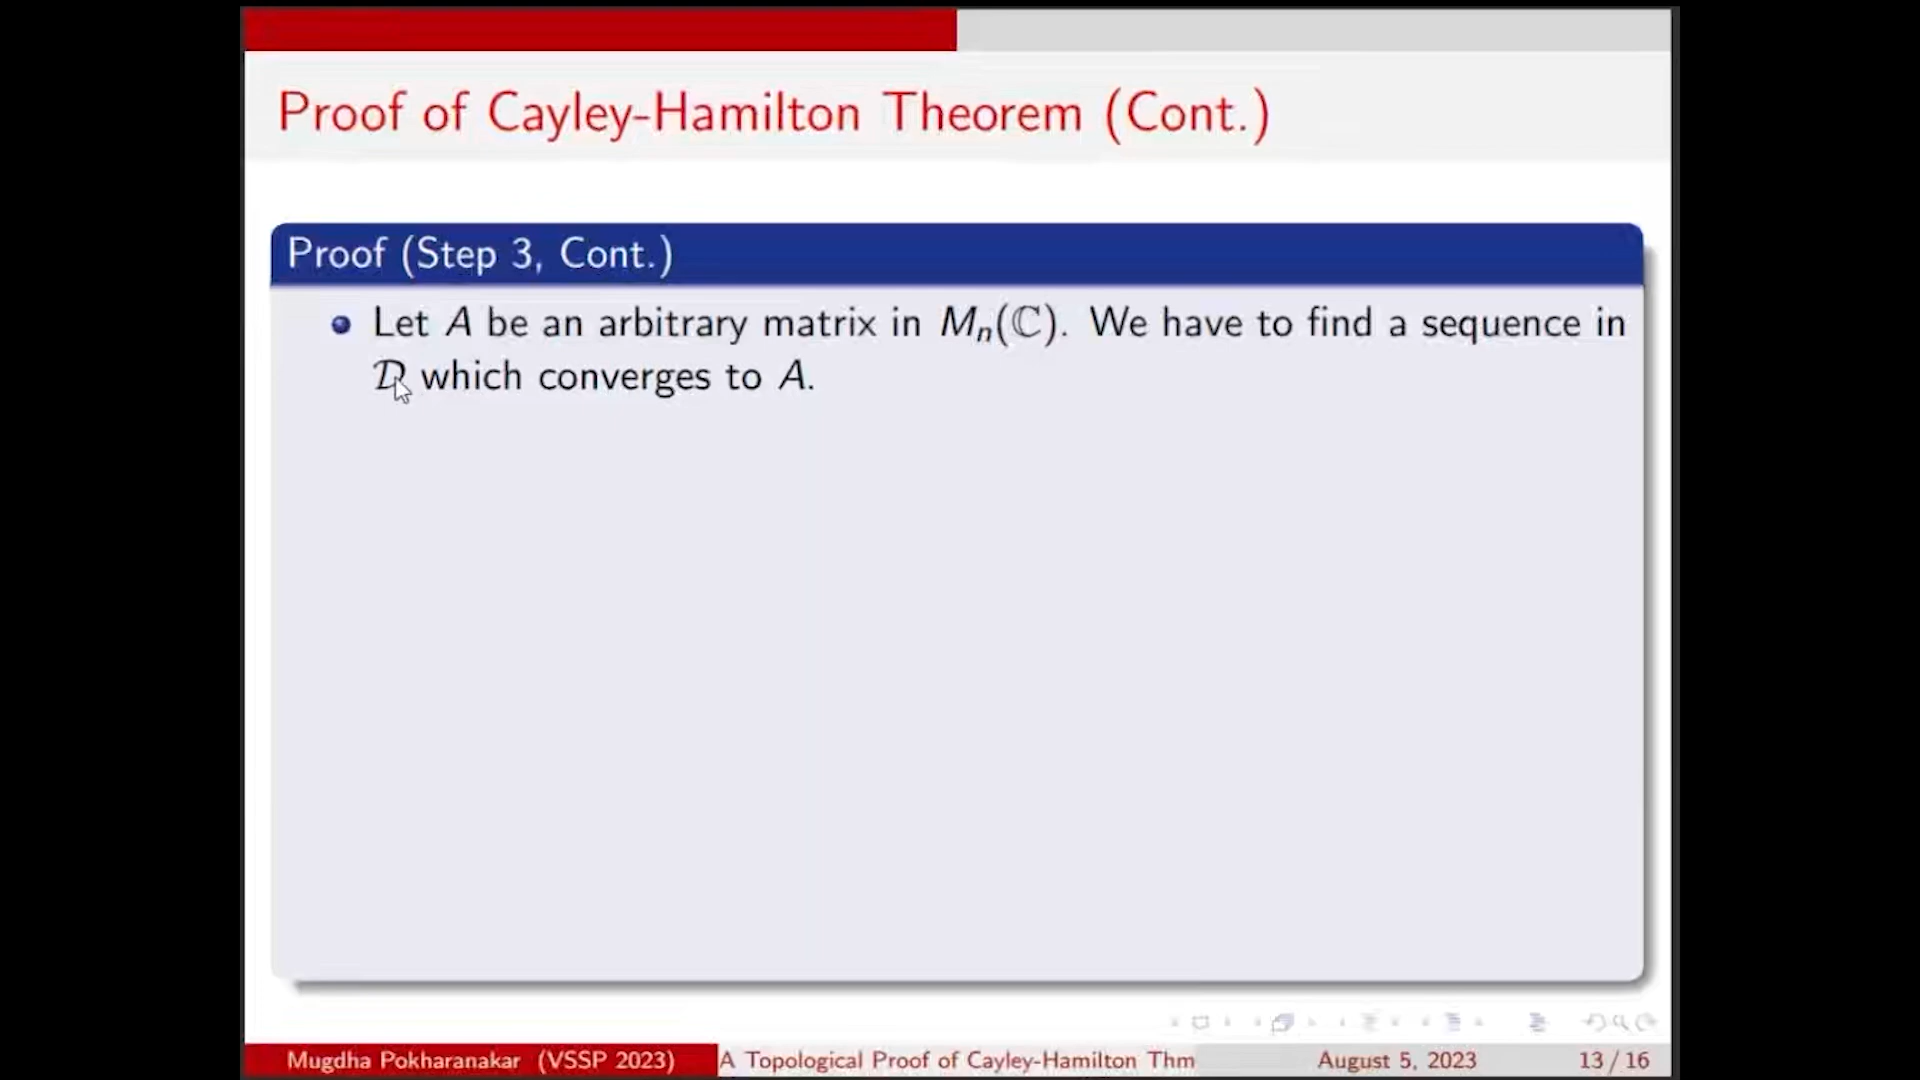 Proof of Cayley-Hamilton Theorem (Cont.)
Proof (Step 3, Cont.)
Let A be an arbitrary matrix in Mₙ(ℂ). We have to find a sequence in
𝒟 which converges to A.
Mugdha Pokharanakar (VSSP 2023) A Topological Proof of Cayley-Hamilton Thm August 5, 2023 13 / 16